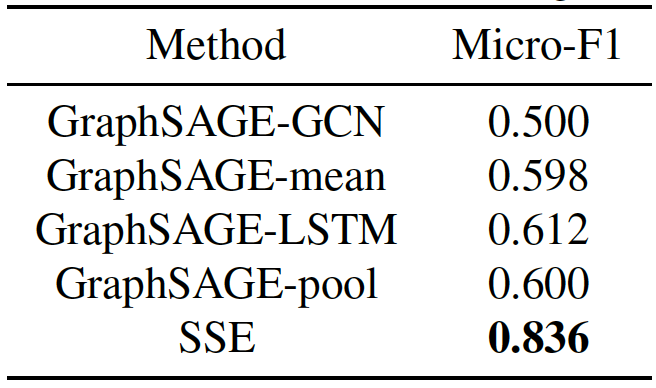 Method Micro-F1
GraphSAGE-GCN 0.500
GraphSAGE-mean 0.598
GraphSAGE-LSTM 0.612
GraphSAGE-pool 0.600
SSE 0.836